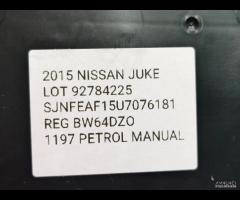 2015 NISSAN JUKE
LOT 92784225
SJNFEAF15U7076181
REG BW64DZO
1197 PETROL MANUAL